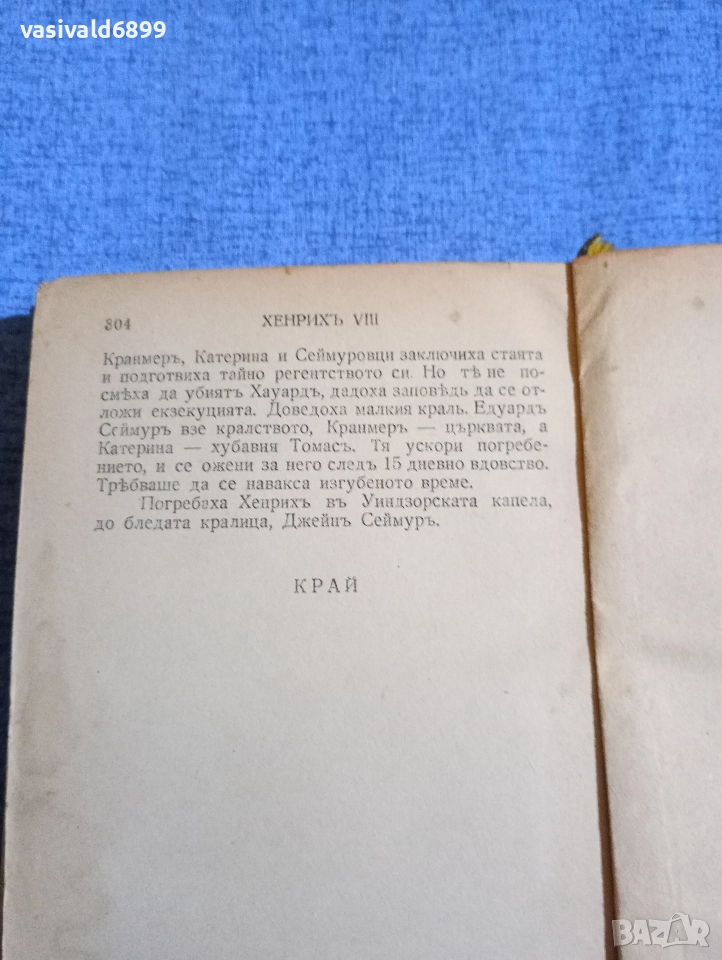 vasivald6899
304 ХЕНРИХЪ VIII
Кранмеръ, Катерина и Сеймуровци заключиха стаята
и подготвиха тайно регентството си. Но тѣ не по-
смѣха да убиятъ Хауардъ, дадоха заповѣдь да се от-
ложи екзекуцията. Доведоха малкия краль. Едуардъ
Сеймуръ взе кралството, Кранмеръ — църквата, а
Катерина — хубавия Томасъ. Тя ускори погребе-
нието, и се ожени за него следъ 15 дневно вдовство.
Трѣбваше да се навакса изгубеното време.
Погребаха Хенрихъ въ Уиндзорската капела,
до бледата кралица, Джейнъ Сеймуръ.
КРАЙ
BAZAR